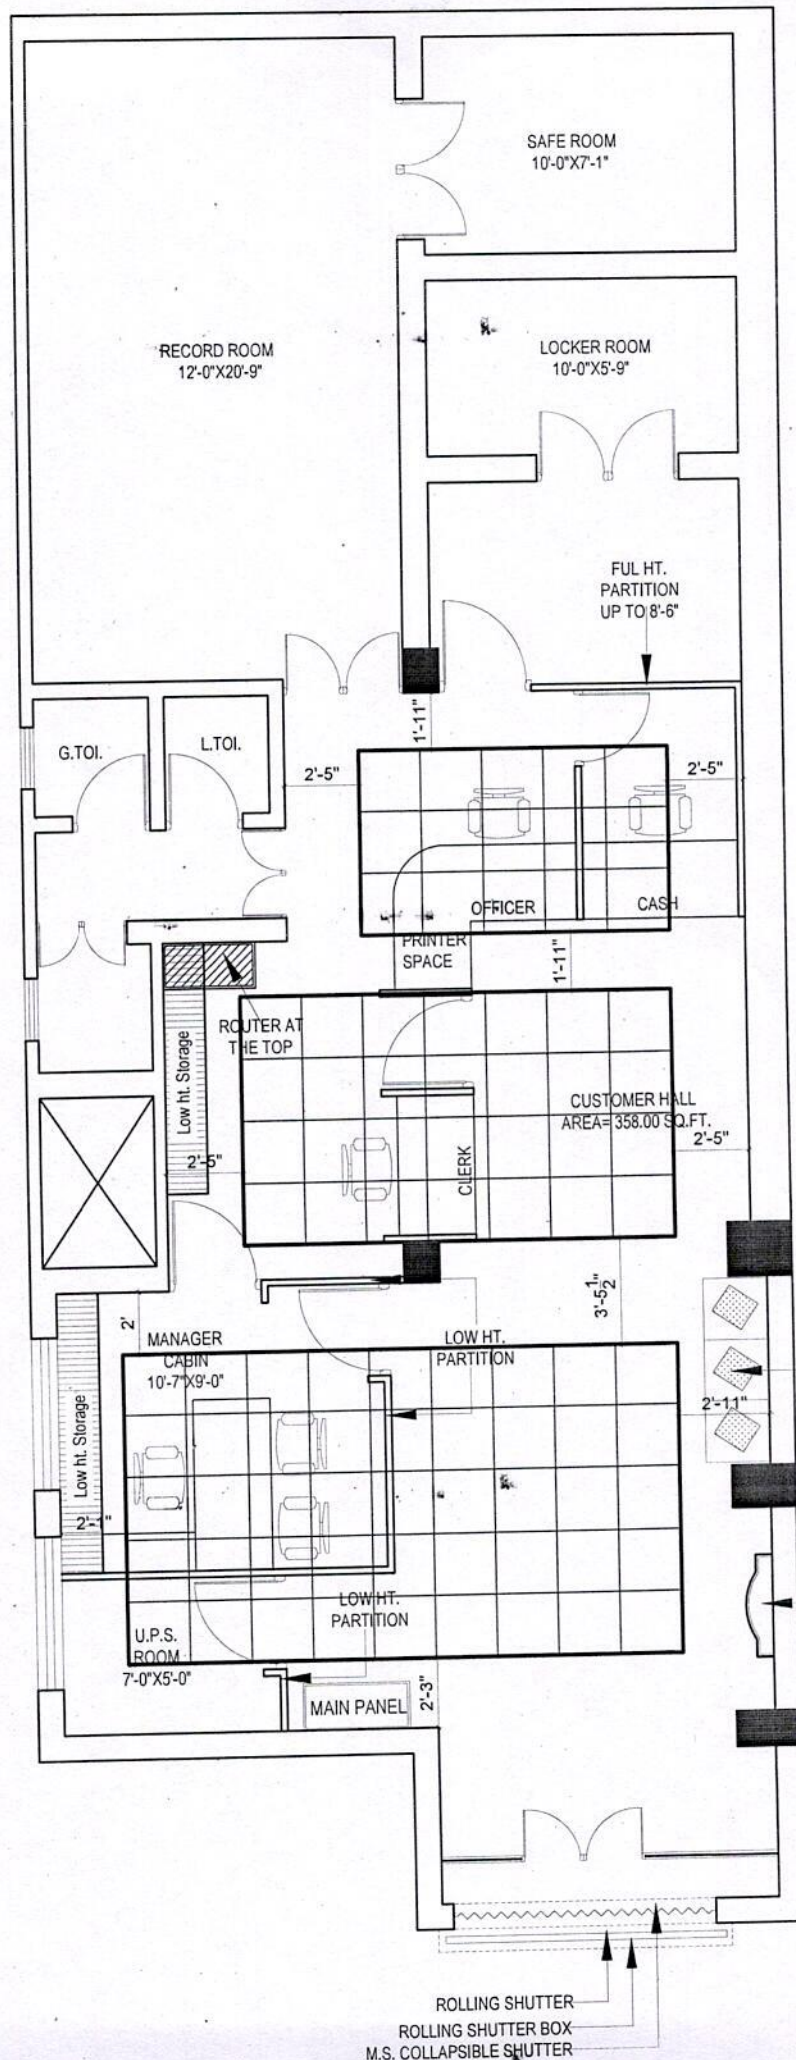 SAFE ROOM
10'-0"X7'-1"
RECORD ROOM
12'-0"X20'-9"
LOCKER ROOM
10'-0"X5'-9"
FUL HT.
PARTITION
UP TO 8'-6"
G.TOI.
L.TOI.
1'-11"
2'-5"
2'-5"
OFFICER
CASH
PRINTER
SPACE
1'-11"
ROUTER AT
THE TOP
Low ht. Storage
CUSTOMER HALL
AREA= 358.00 SQ.FT.
2'-5"
2'-5"
CLERK
2'
3'-5 1/2"
MANAGER
CABIN
10'-7"X9'-0"
LOW HT.
PARTITION
2'-11"
Low ht. Storage
LOW HT.
PARTITION
U.P.S.
ROOM
7'-0"X5'-0"
2'-3"
MAIN PANEL
ROLLING SHUTTER
ROLLING SHUTTER BOX
M.S. COLLAPSIBLE SHUTTER